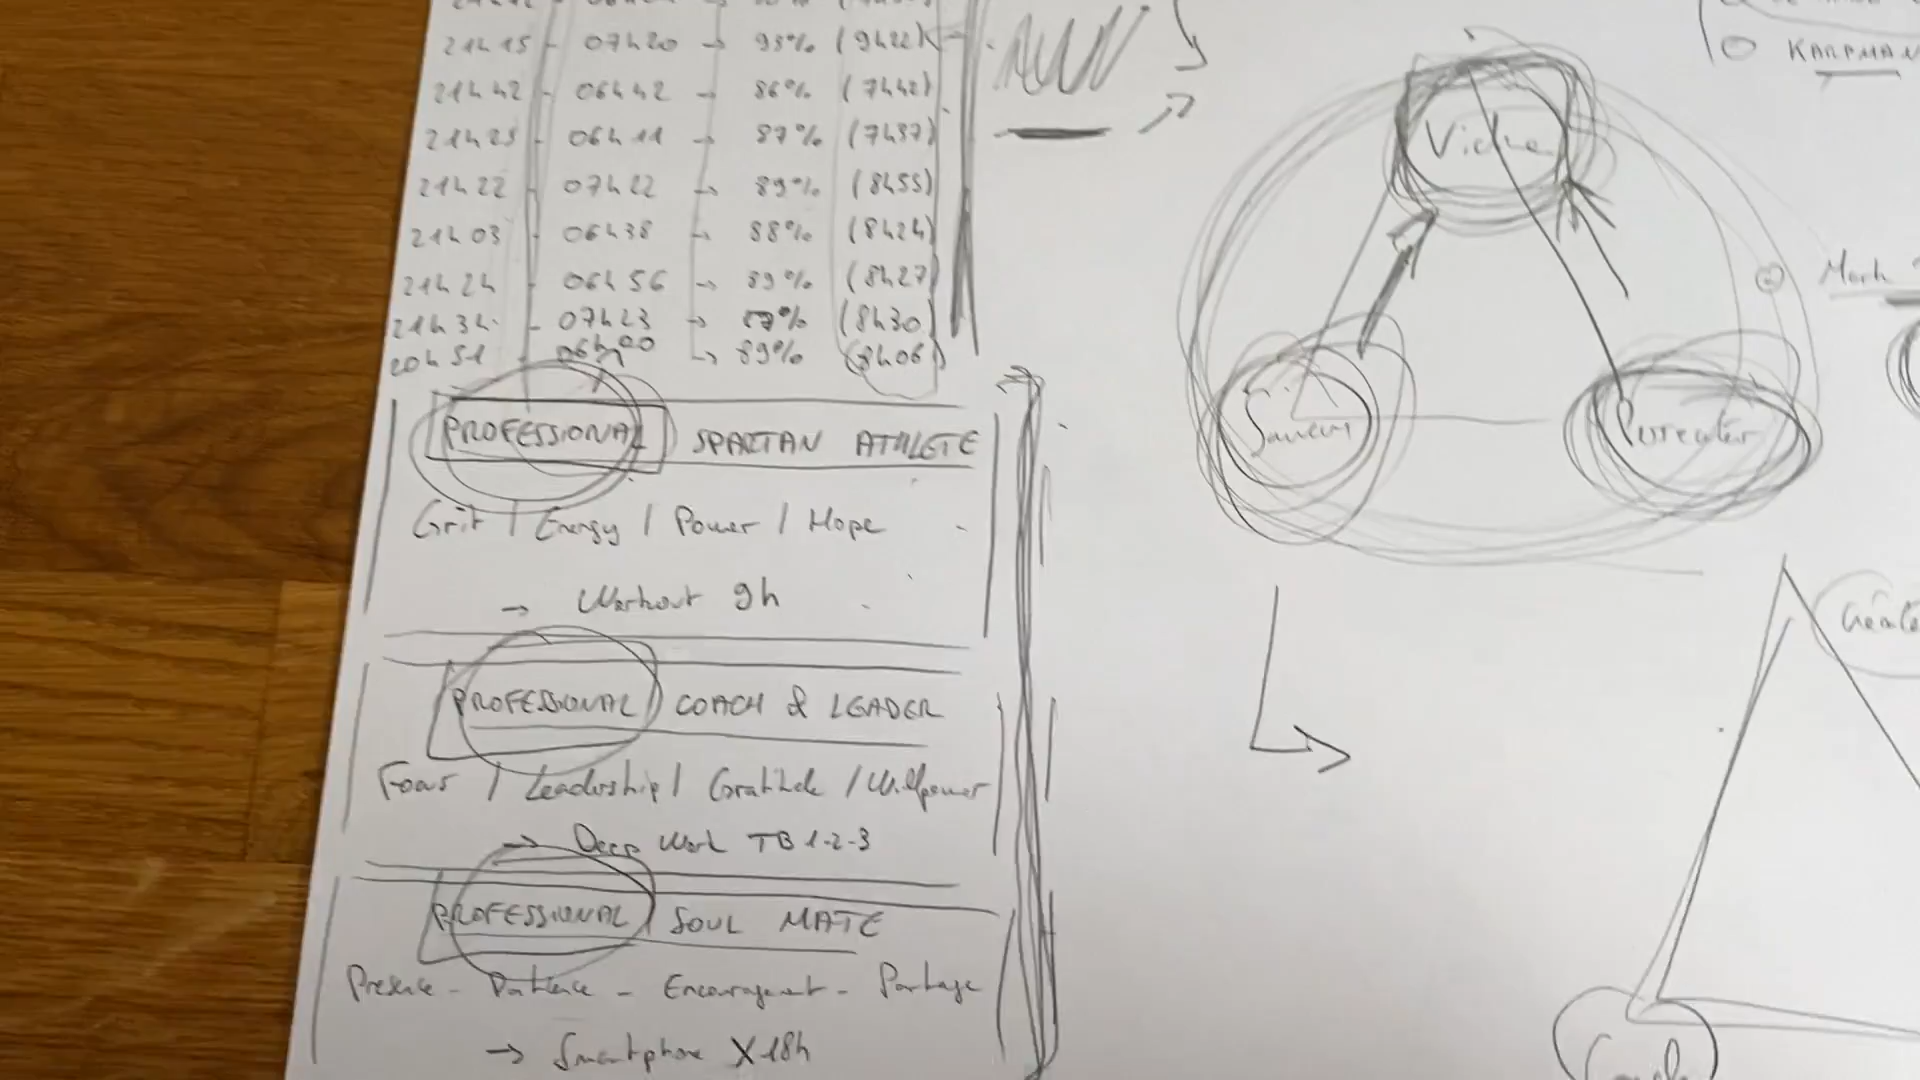 21h15 - 07h20 → 93% (9h22)
21h42 - 06h42 → 86% (7h42)
21h23 - 06h11 → 87% (7h37)
21h22 - 07h22 → 89% (8h55)
21h03 - 06h38 → 88% (8h24)
21h24 - 06h56 → 89% (8h27)
21h34 - 07h23 → 87% (8h30)
20h51 - 06h20 → 89% (8h06)
PROFESSIONAL SPARTAN ATHLETE
Grit / Energy / Power / Hope
→ Workout 9h
PROFESSIONAL COACH & LEADER
Focus / Leadership / Gratitude / Willpower
→ Deep Work TB 1-2-3
PROFESSIONAL SOUL MATE
Presence - Patience - Encouragement - Partage
→ Smartphone X 18h
KARPMAN
Victime
Sauveur
Persécuteur